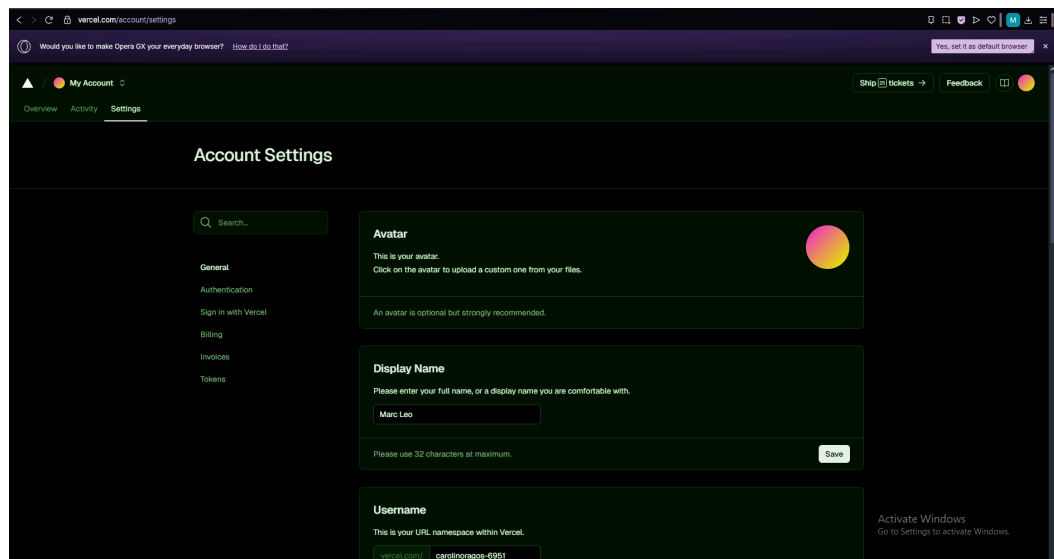 vercel.com/account/settings
M
Would you like to make Opera GX your everyday browser? How do I do that?
Yes, set it as default browser
My Account
Ship 25 tickets →
Feedback
Overview Activity Settings
Account Settings
Search...
General
Authentication
Sign in with Vercel
Billing
Invoices
Tokens
Avatar
This is your avatar.
Click on the avatar to upload a custom one from your files.
An avatar is optional but strongly recommended.
Display Name
Please enter your full name, or a display name you are comfortable with.
Marc Leo
Please use 32 characters at maximum.
Save
Username
This is your URL namespace within Vercel.
vercel.com/ carolinoragos-6951
Activate Windows
Go to Settings to activate Windows.